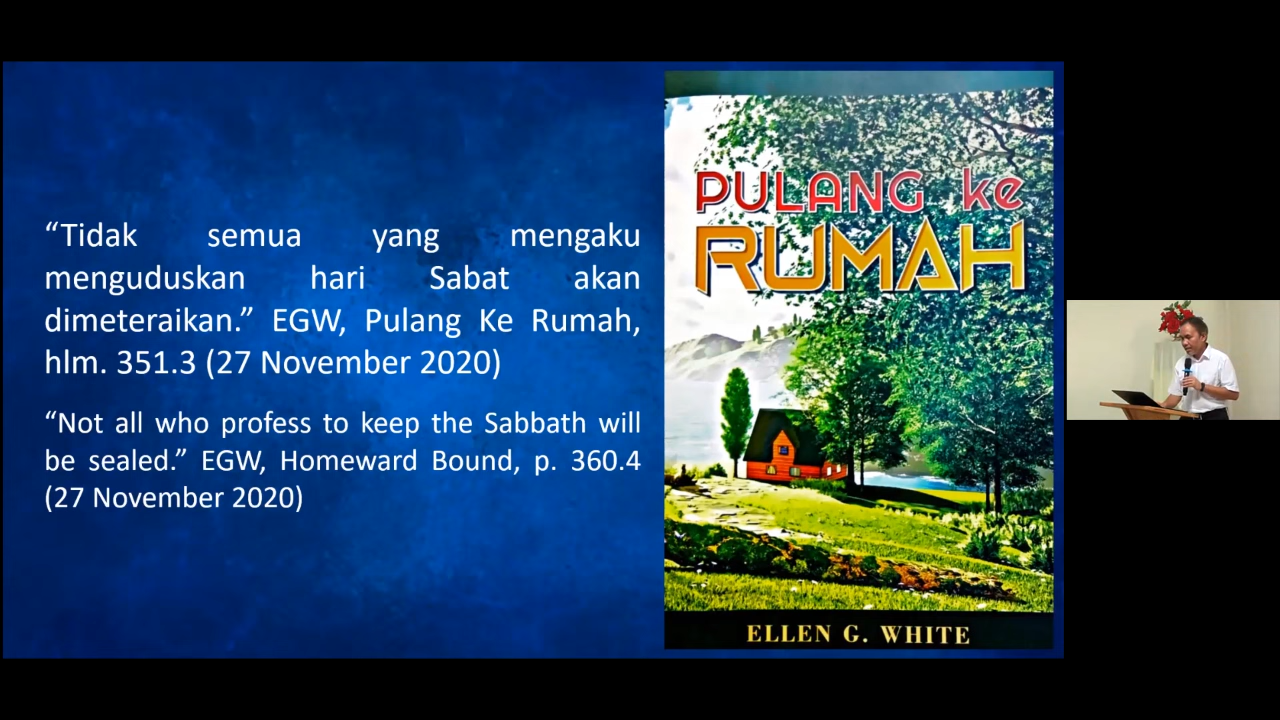 “Tidak semua yang mengaku
menguduskan hari Sabat akan
dimeteraikan.” EGW, Pulang Ke Rumah,
hlm. 351.3 (27 November 2020)
“Not all who profess to keep the Sabbath will
be sealed.” EGW, Homeward Bound, p. 360.4
(27 November 2020)
PULANG ke
RUMAH
ELLEN G. WHITE